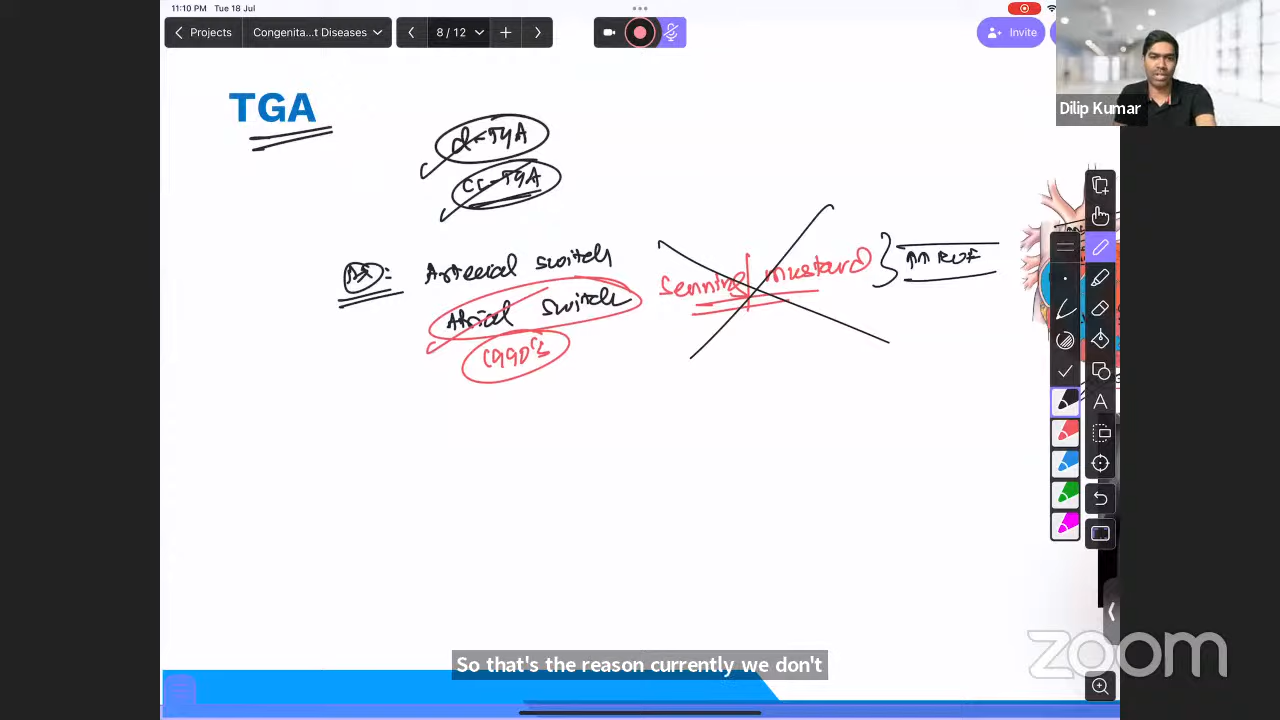 11:10 PM Tue 18 Jul
Projects
Congenita...t Diseases
8 / 12
Invite
Dilip Kumar
TGA
d-TGA
cc-TGA
Rx:
Arterial switch
Atrial switch
1990's
Senning/mustard
↑↑ RVF
A
So that's the reason currently we don't
zoom